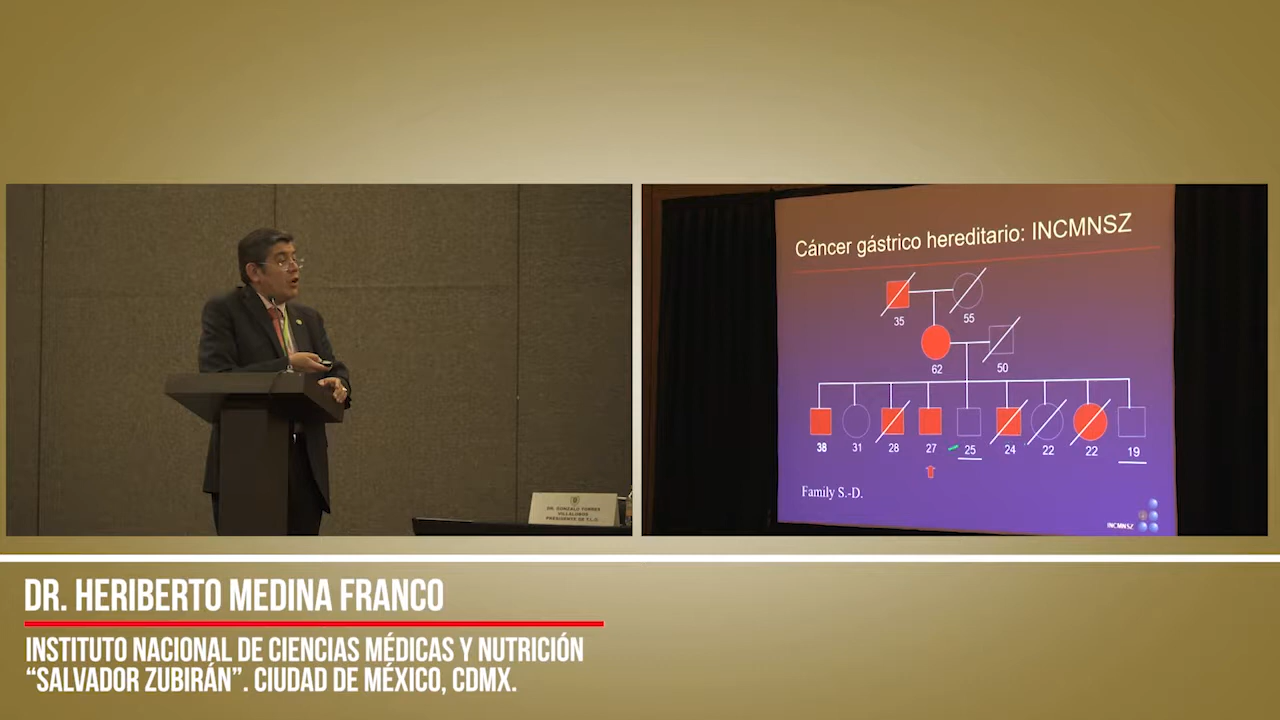 Cáncer gástrico hereditario: INCMNSZ
35
55
62
50
38
31
28
27
25
24
22
22
19
Family S.-D.
INCMNSZ
DR. GONZALO TORRES
VILLALOBOS
PRESIDENTE DE T.L.G
DR. HERIBERTO MEDINA FRANCO
INSTITUTO NACIONAL DE CIENCIAS MÉDICAS Y NUTRICIÓN
“SALVADOR ZUBIRÁN”. CIUDAD DE MÉXICO, CDMX.